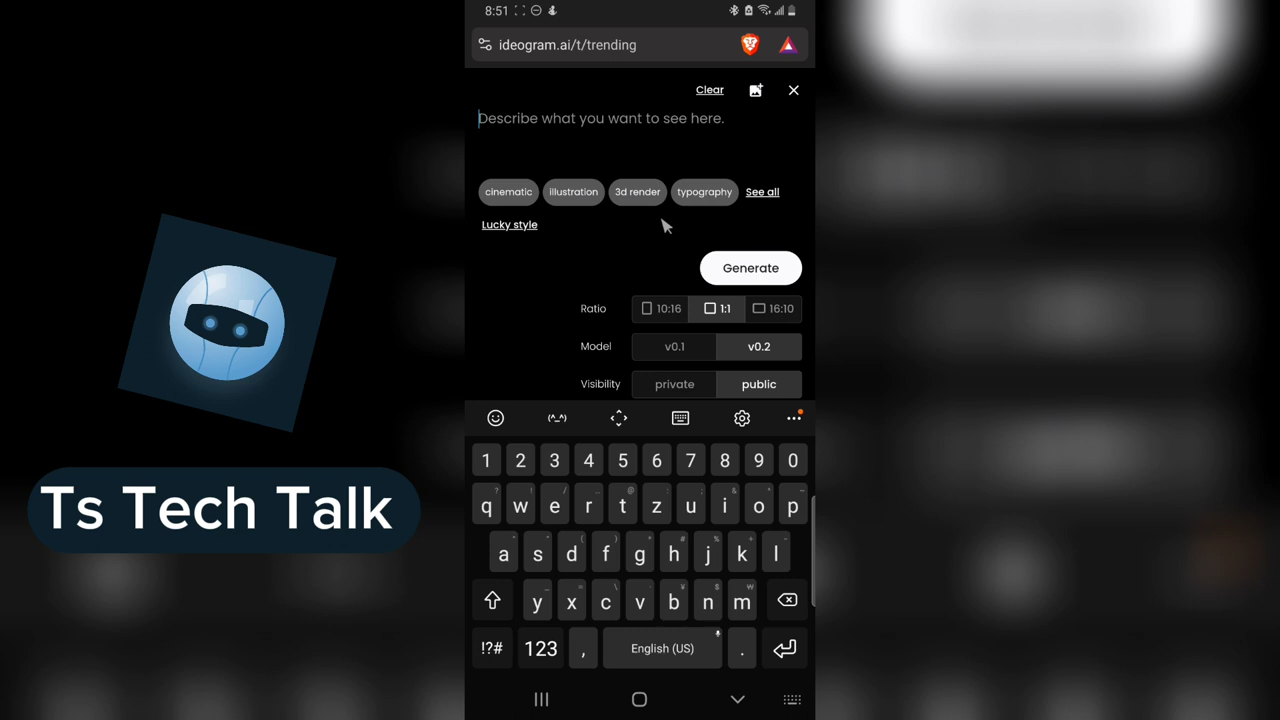 8:51
ideogram.ai/t/trending
Clear
Describe what you want to see here.
cinematic illustration 3d render typography See all
Lucky style
Generate
Ratio 10:16 1:1 16:10
Model v0.1 v0.2
Visibility private public
(^_^)
1 2 3 4 5 6 7 8 9 0
q w e r t z u i o p
a s d f g h j k l
y x c v b n m
!?# 123 , English (US) .
Ts Tech Talk